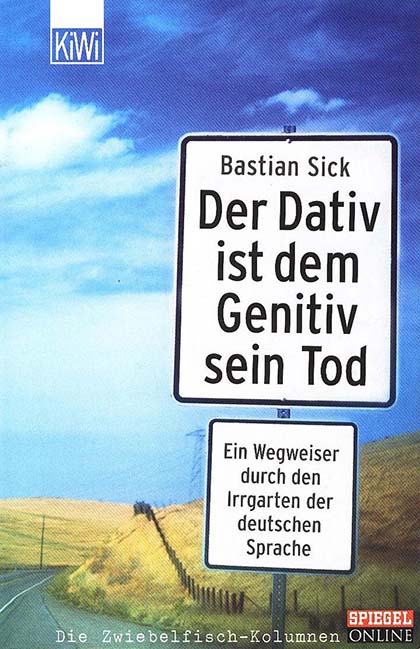 KiWi
Bastian Sick
Der Dativ
ist dem
Genitiv
sein Tod
Ein Wegweiser
durch den
Irrgarten der
deutschen
Sprache
Die Zwiebelfisch-Kolumnen
SPIEGEL
ONLINE